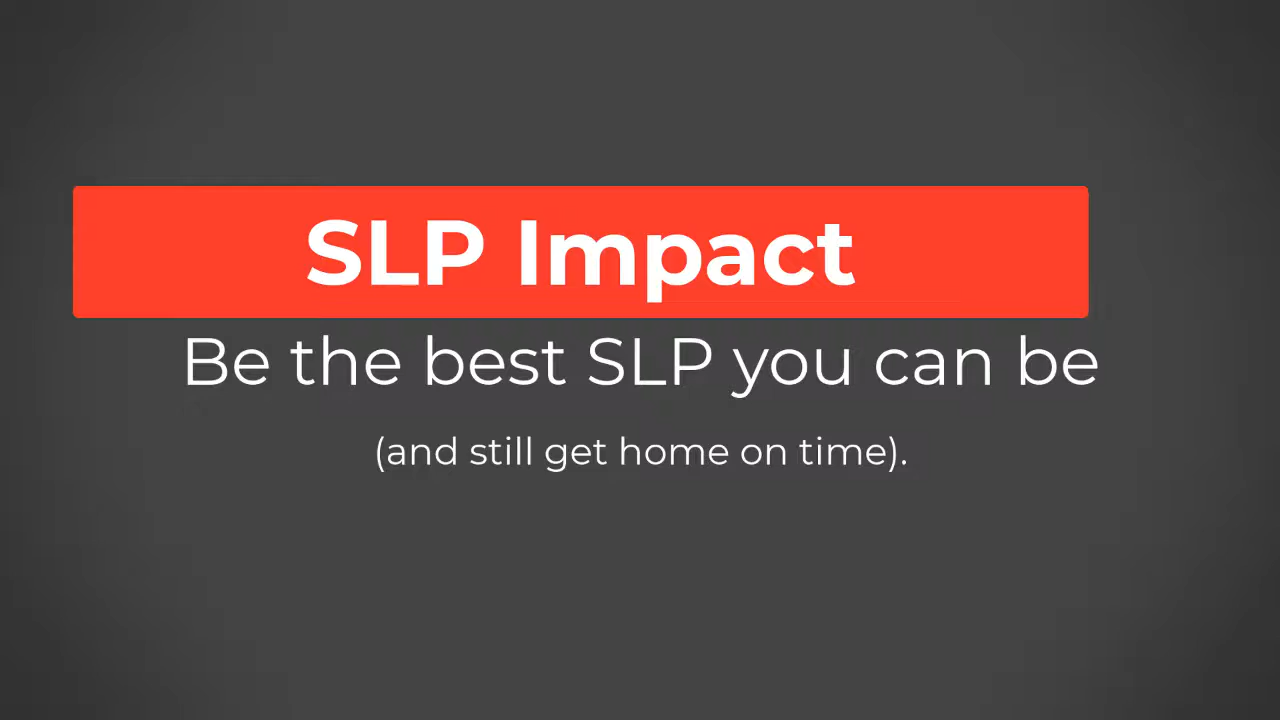 SLP Impact
Be the best SLP you can be
(and still get home on time).